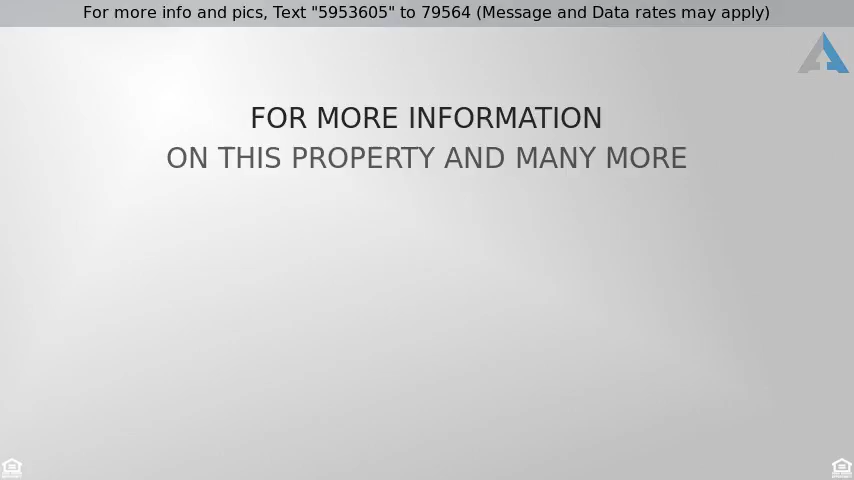 For more info and pics, Text "5953605" to 79564 (Message and Data rates may apply)
FOR MORE INFORMATION
ON THIS PROPERTY AND MANY MORE